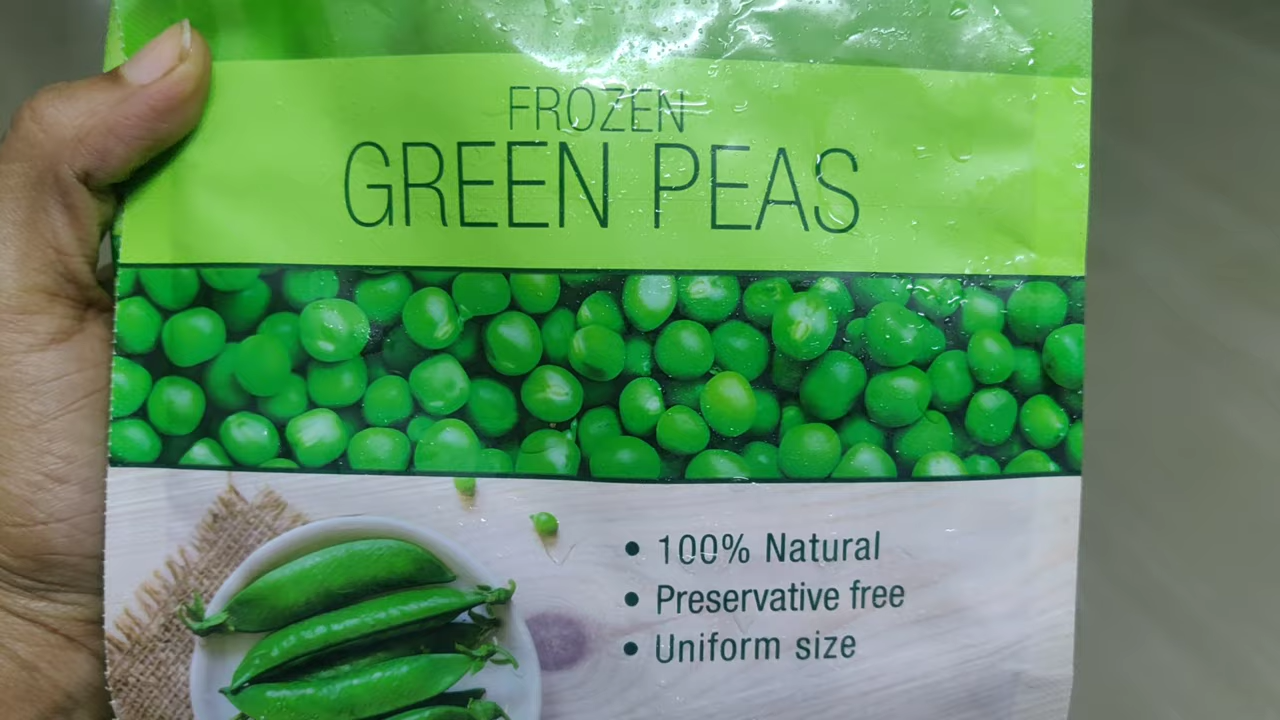 FROZEN
GREEN PEAS
• 100% Natural
• Preservative free
• Uniform size